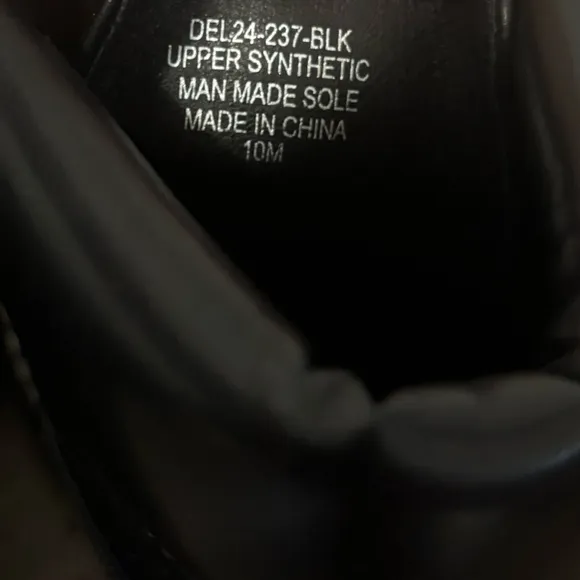 DEL24-237-BLK
UPPER SYNTHETIC
MAN MADE SOLE
MADE IN CHINA
10M